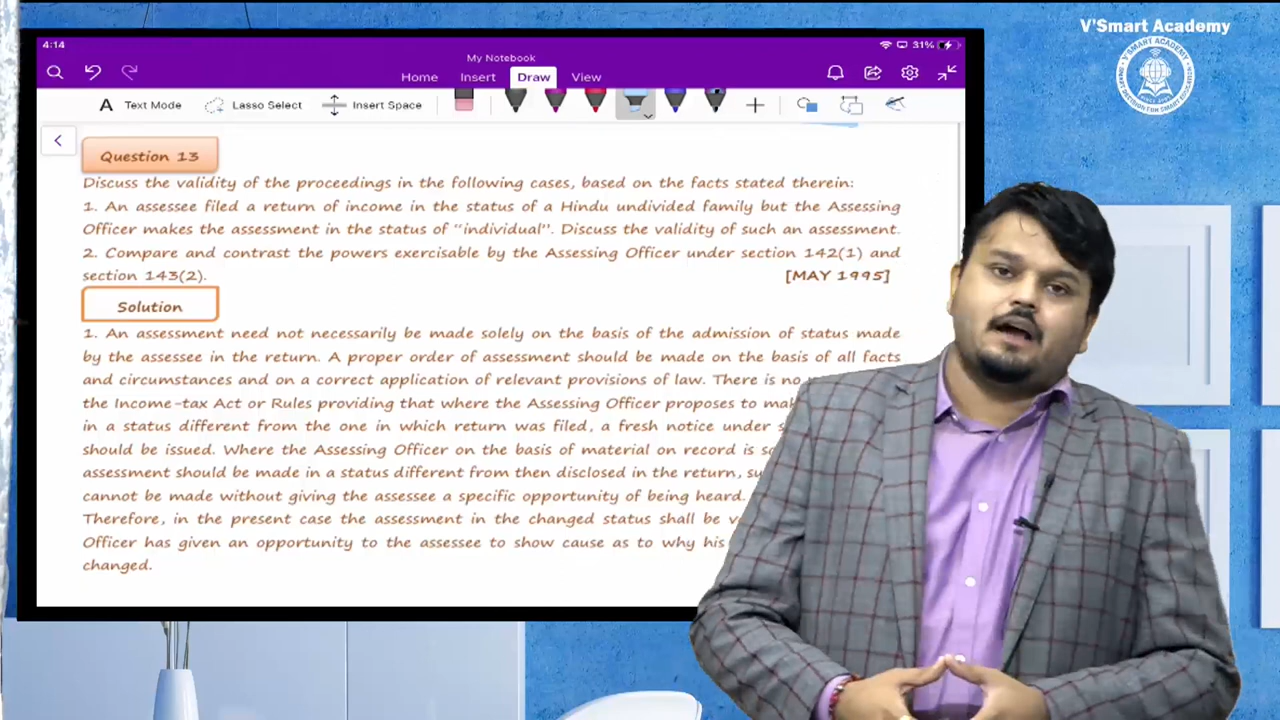 V'Smart Academy
4:14
31%
My Notebook
Home Insert Draw View
Text Mode Lasso Select Insert Space
Question 13
Discuss the validity of the proceedings in the following cases, based on the facts stated therein:
1. An assessee filed a return of income in the status of a Hindu undivided family but the Assessing
Officer makes the assessment in the status of "individual". Discuss the validity of such an assessment.
2. Compare and contrast the powers exercisable by the Assessing Officer under section 142(1) and
section 143(2). [MAY 1995]
Solution
1. An assessment need not necessarily be made solely on the basis of the admission of status made
by the assessee in the return. A proper order of assessment should be made on the basis of all facts
and circumstances and on a correct application of relevant provisions of law. There is no
the Income-tax Act or Rules providing that where the Assessing Officer proposes to
in a status different from the one in which return was filed, a fresh notice under
should be issued. Where the Assessing Officer on the basis of material on record is
assessment should be made in a status different from then disclosed in the return,
cannot be made without giving the assessee a specific opportunity of being heard.
Therefore, in the present case the assessment in the changed status shall be
Officer has given an opportunity to the assessee to show cause as to why his
changed.